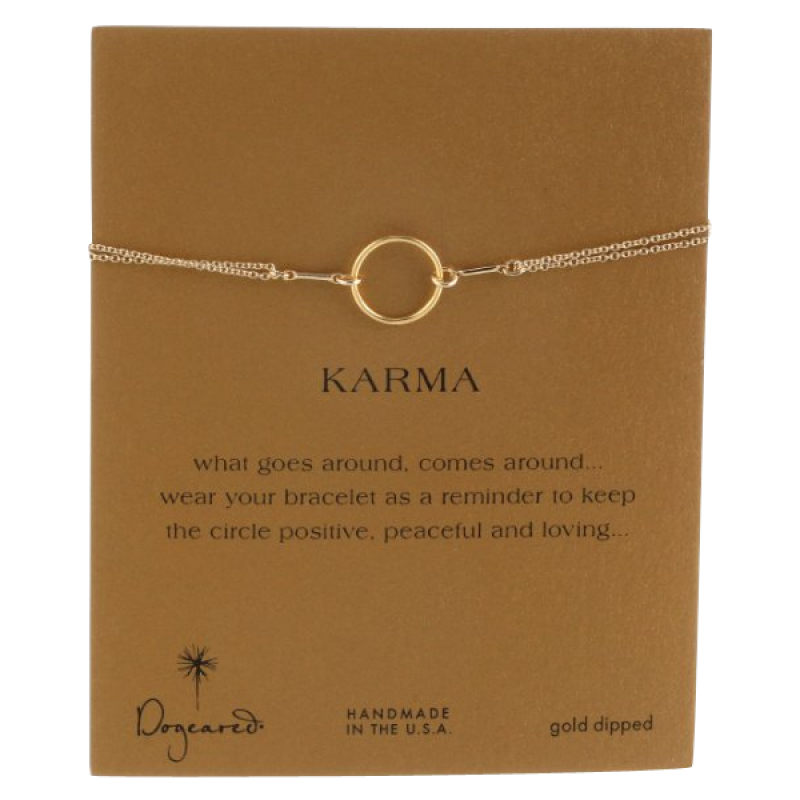 KARMA
what goes around, comes around...
wear your bracelet as a reminder to keep
the circle positive, peaceful and loving...
Dogeared.
HANDMADE
IN THE U.S.A.
gold dipped